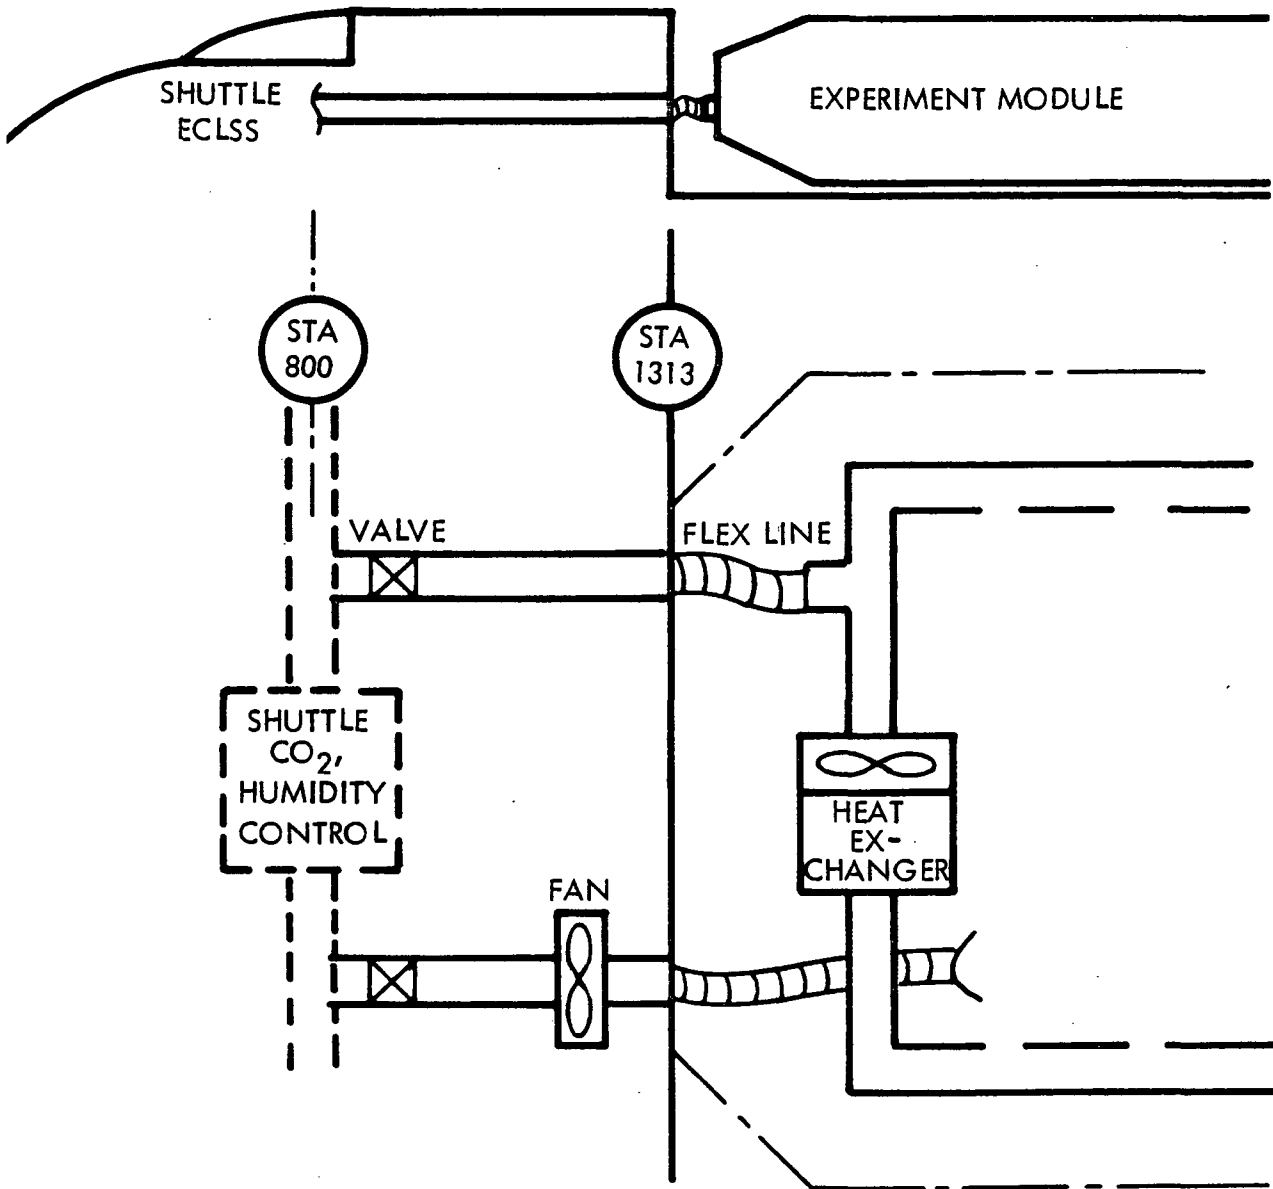 SHUTTLE
ECLSS
EXPERIMENT MODULE
STA
800
STA
1313
VALVE
FLEX LINE
SHUTTLE
CO2,
HUMIDITY
CONTROL
HEAT
EX-
CHANGER
FAN